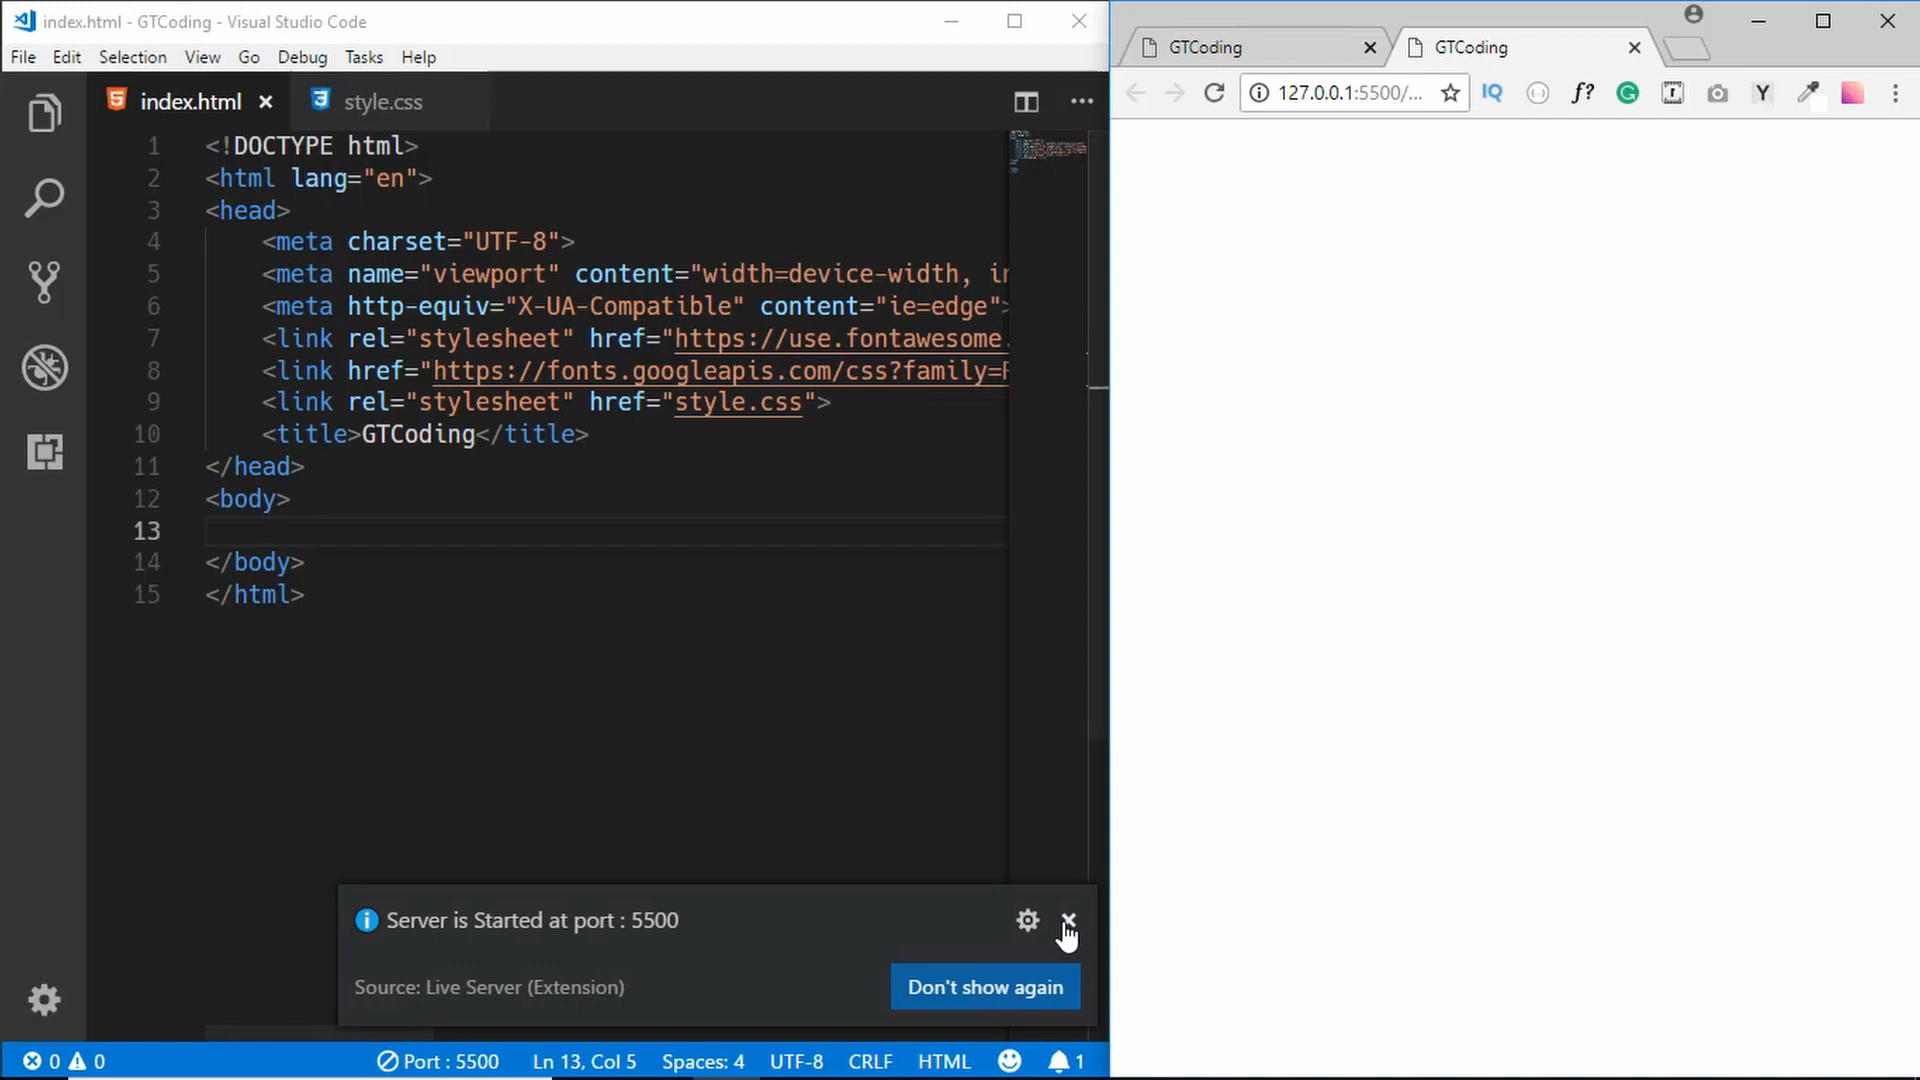 index.html - GTCoding - Visual Studio Code
File Edit Selection View Go Debug Tasks Help
index.html style.css
1 <!DOCTYPE html>
2 <html lang="en">
3 <head>
4 <meta charset="UTF-8">
5 <meta name="viewport" content="width=device-width, in
6 <meta http-equiv="X-UA-Compatible" content="ie=edge">
7 <link rel="stylesheet" href="https://use.fontawesome.
8 <link href="https://fonts.googleapis.com/css?family=
9 <link rel="stylesheet" href="style.css">
10 <title>GTCoding</title>
11 </head>
12 <body>
13
14 </body>
15 </html>
Server is Started at port : 5500
Source: Live Server (Extension)
Don't show again
0 0 Port : 5500 Ln 13, Col 5 Spaces: 4 UTF-8 CRLF HTML 1
GTCoding GTCoding
127.0.0.1:5500/... IQ f? Y